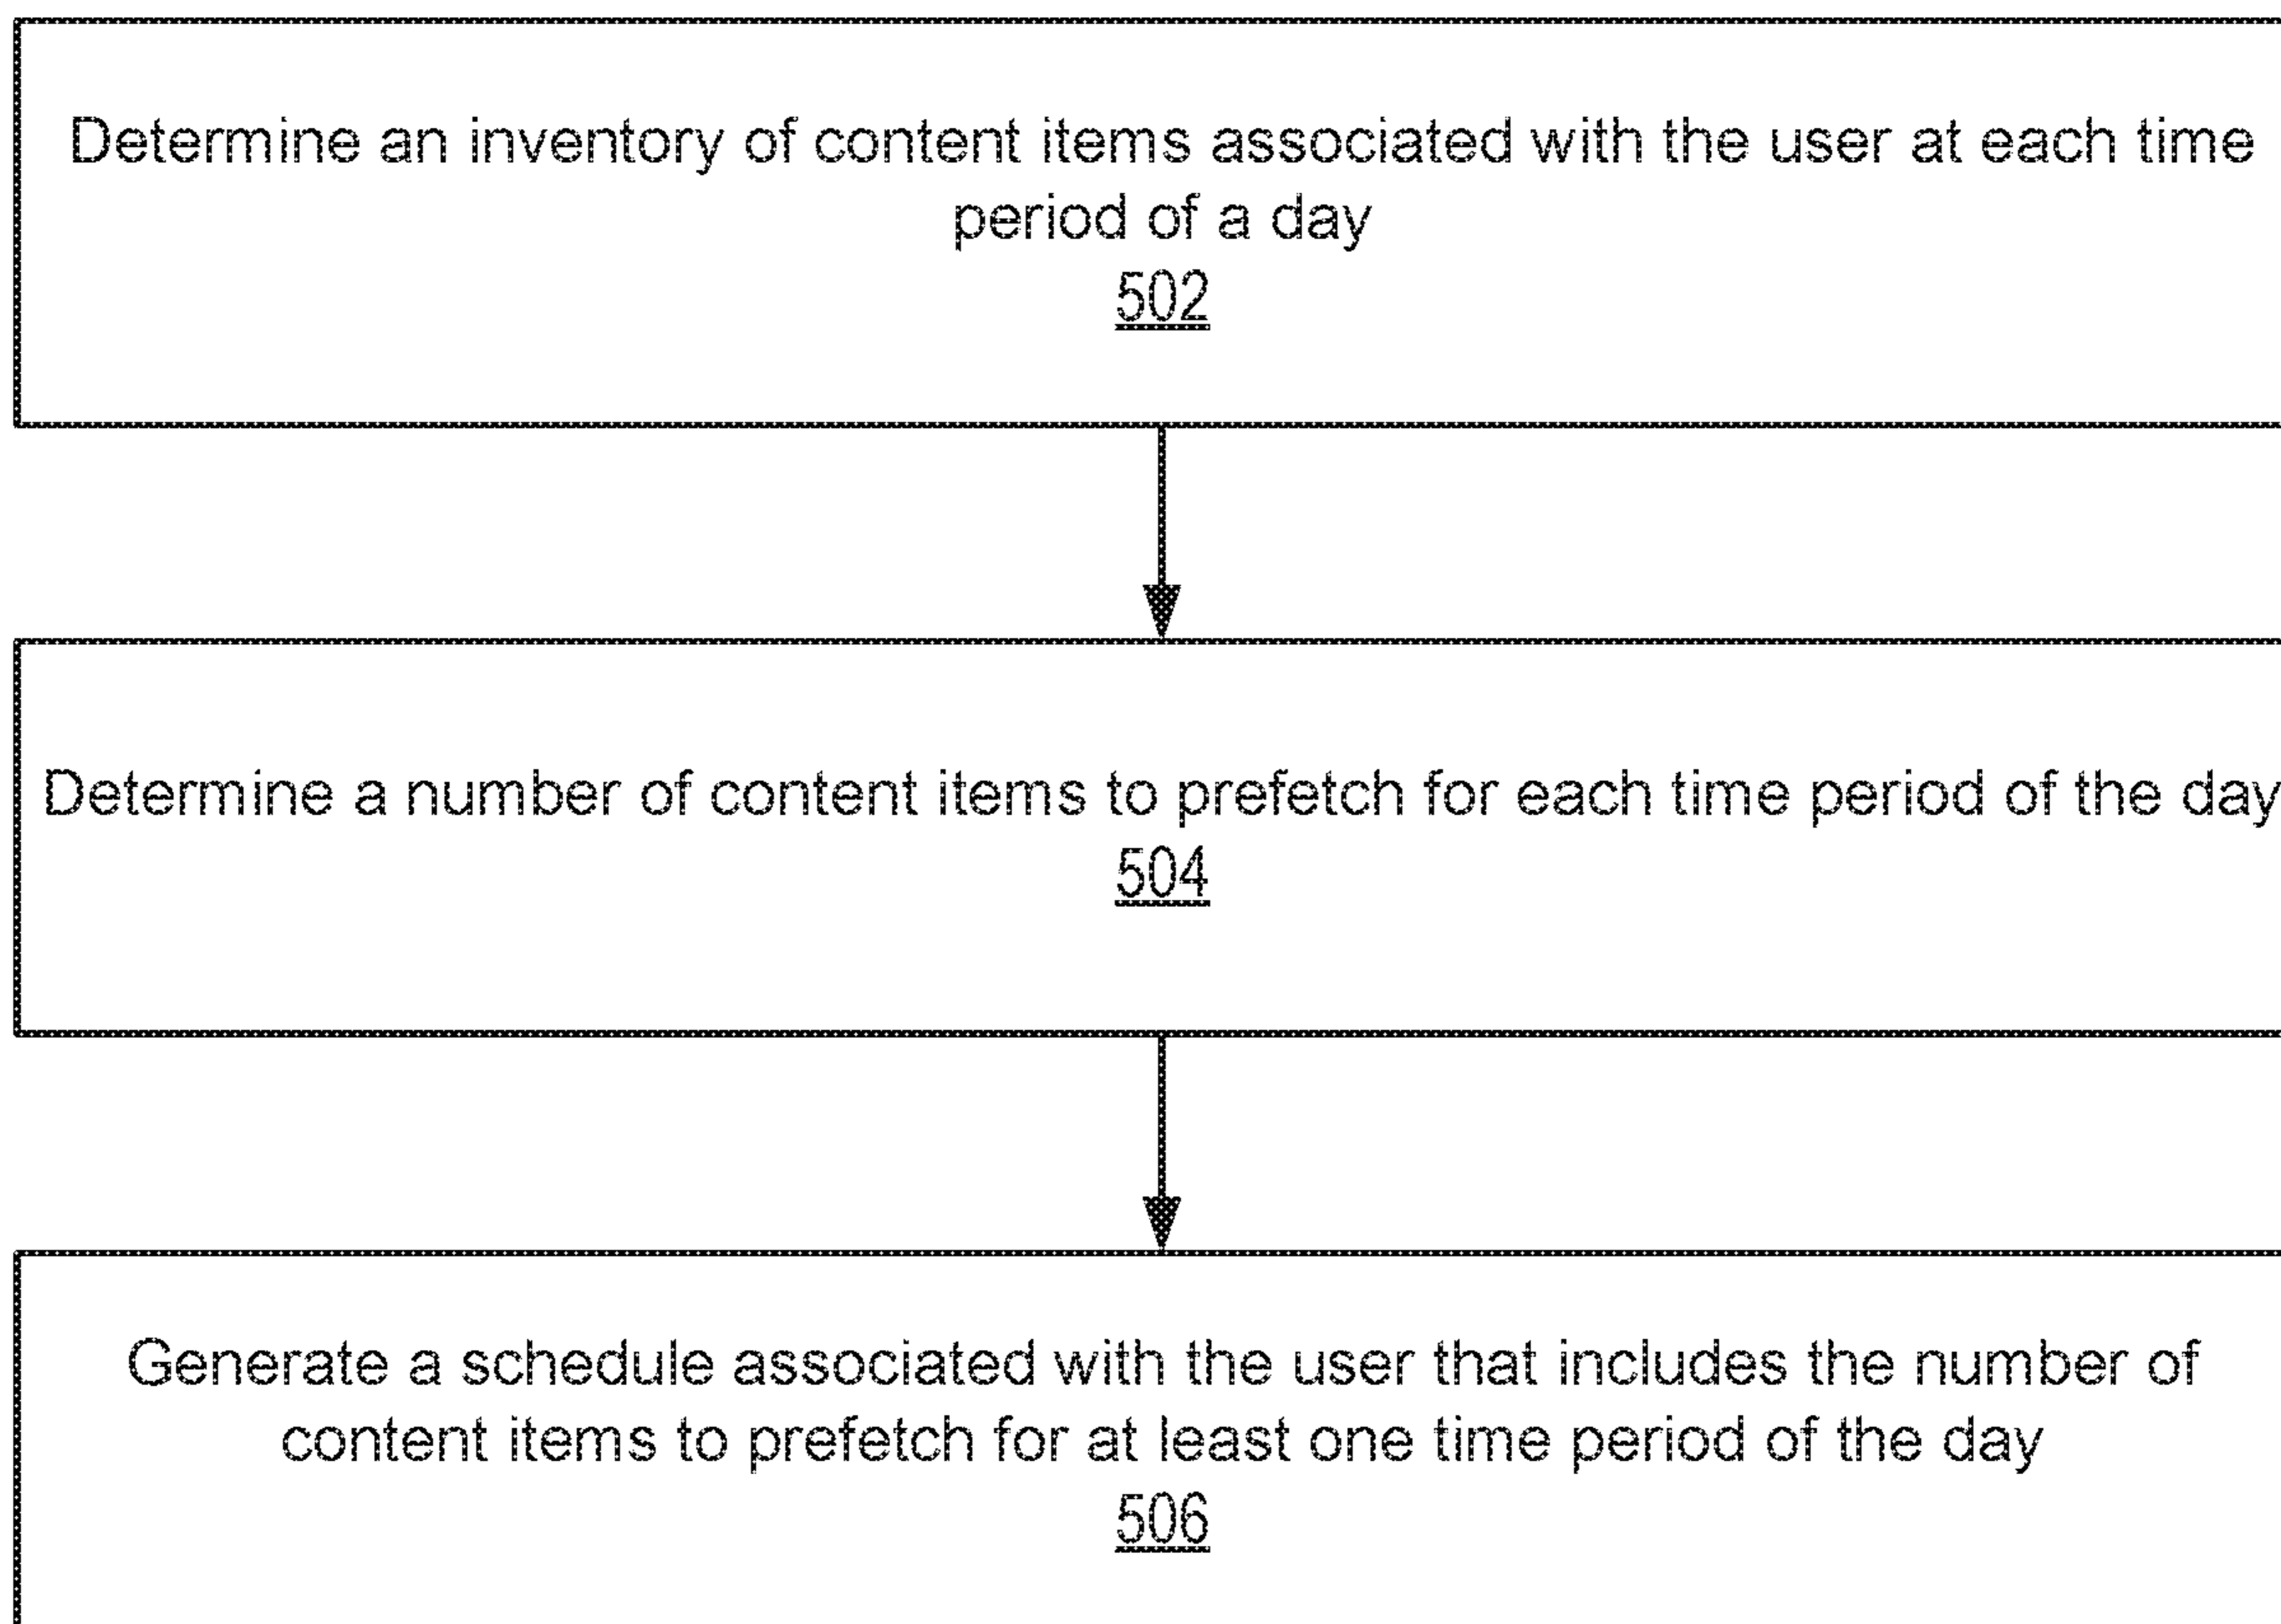 Determine an inventory of content items associated with the user at each time
period of a day
502
Determine a number of content items to prefetch for each time period of the day
504
Generate a schedule associated with the user that includes the number of
content items to prefetch for at least one time period of the day
506